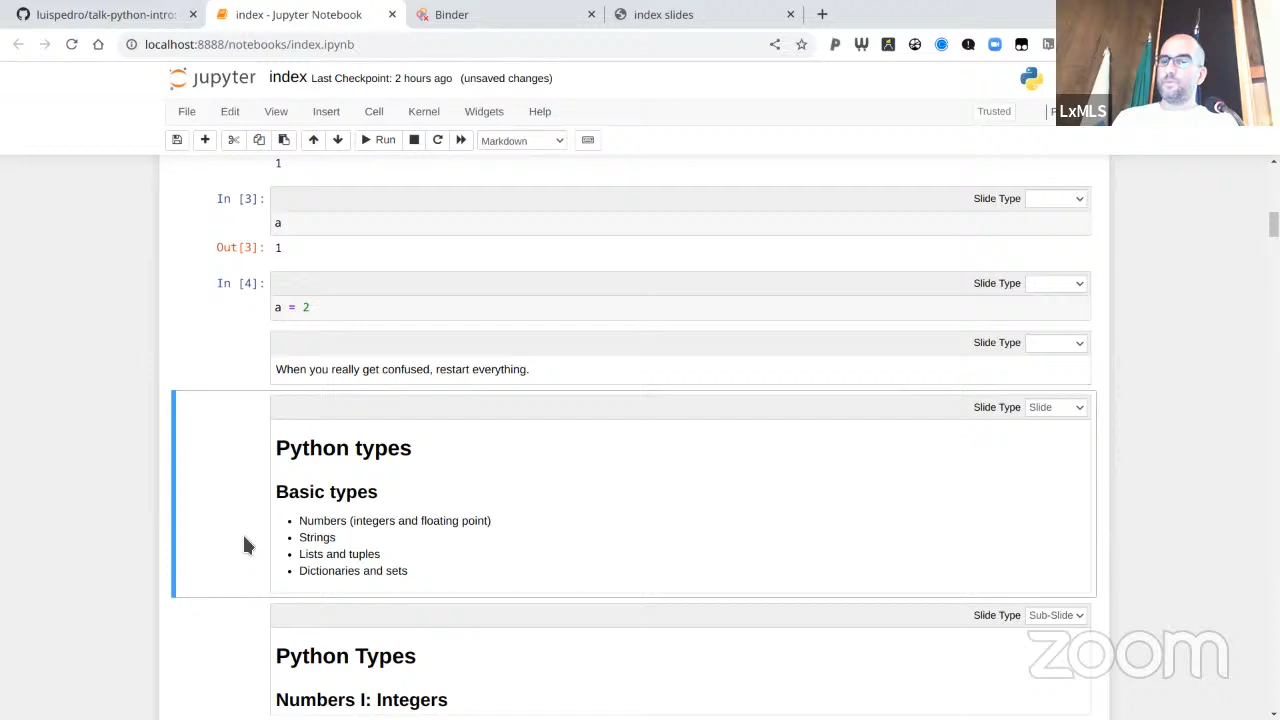 luispedro/talk-python-intro:
index - Jupyter Notebook
Binder
index slides
localhost:8888/notebooks/index.ipynb
LxMLS
jupyter index Last Checkpoint: 2 hours ago (unsaved changes)
File Edit View Insert Cell Kernel Widgets Help
Trusted
Run Markdown
1
In [3]: Slide Type
a
Out[3]: 1
In [4]: Slide Type
a = 2
Slide Type
When you really get confused, restart everything.
Slide Type Slide
Python types
Basic types
• Numbers (integers and floating point)
• Strings
• Lists and tuples
• Dictionaries and sets
Slide Type Sub-Slide
Python Types
Numbers I: Integers
zoom